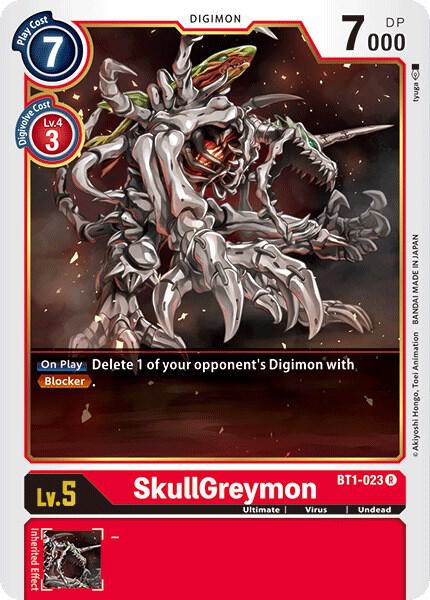 Play Cost
7
DIGIMON
DP
7000
Digivolve Cost
Lv.4
3
tyuga
© Akiyoshi Hongo, Toei Animation BANDAI MADE IN JAPAN
On Play Delete 1 of your opponent's Digimon with
Blocker .
Lv.5
SkullGreymon
BT1-023 R
Ultimate | Virus | Undead
Inherited Effect
–